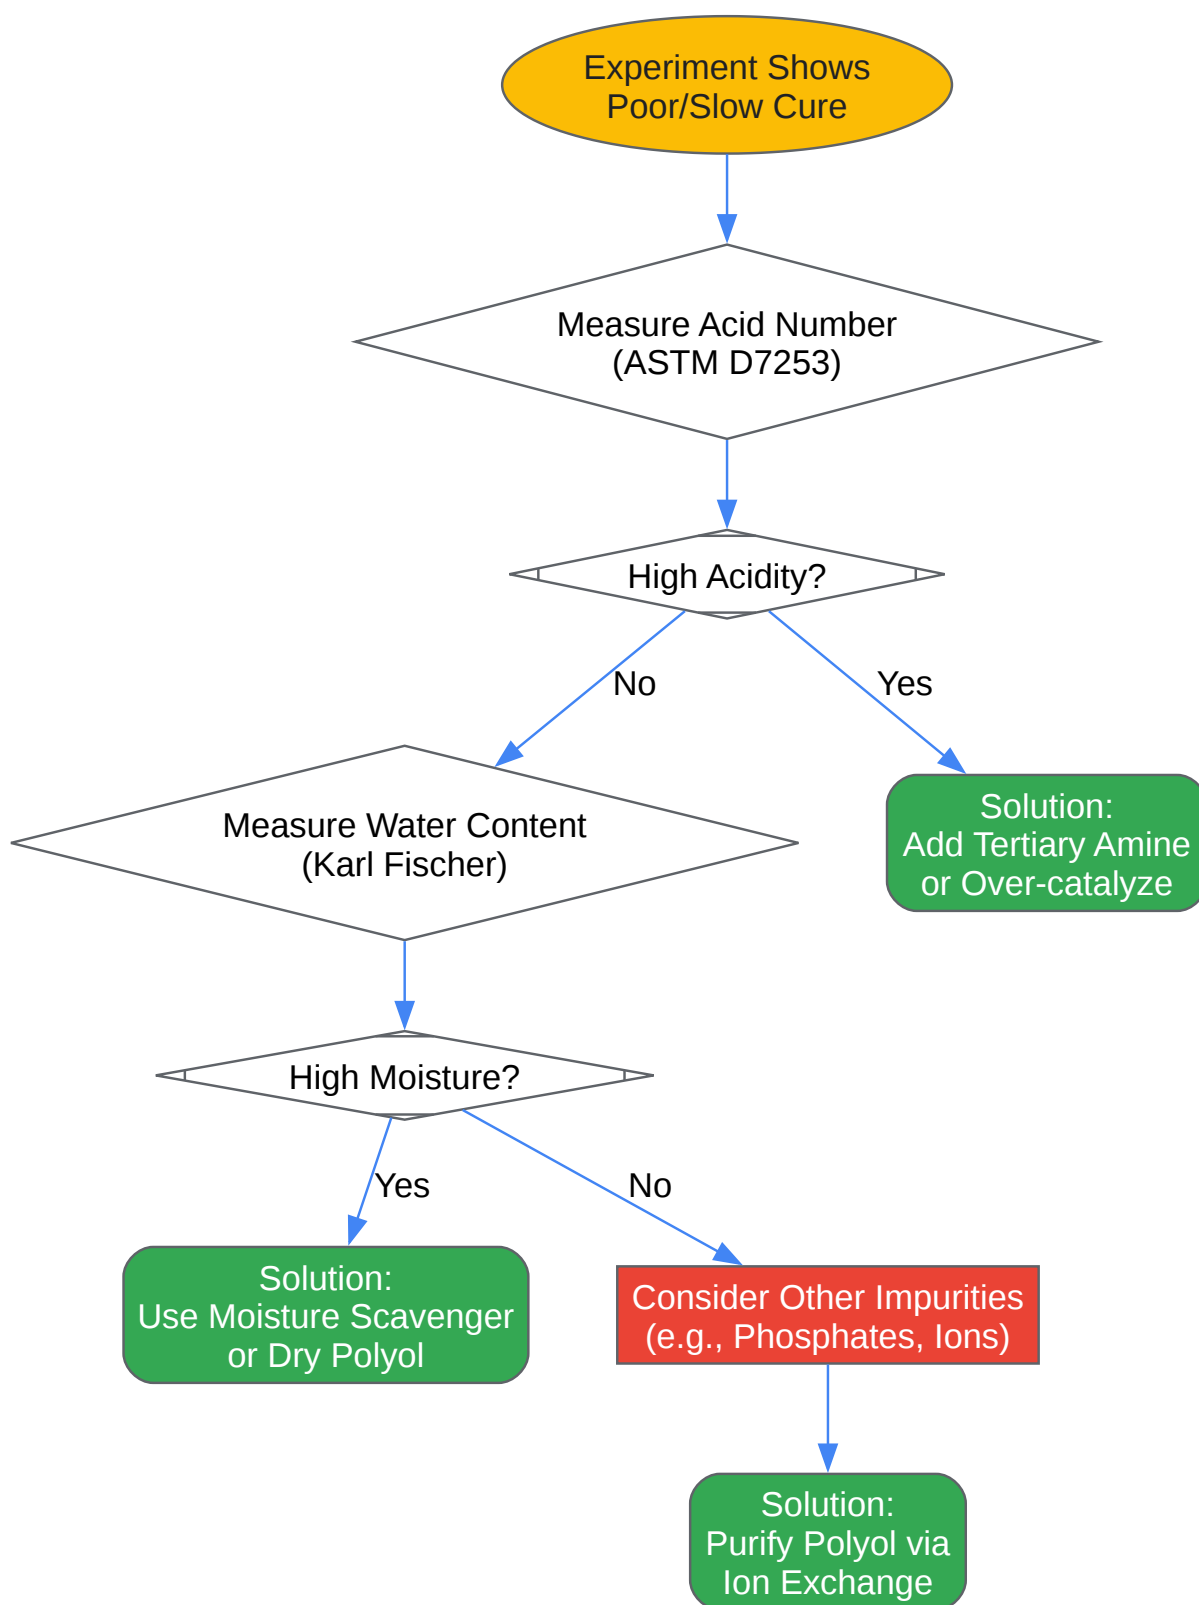 Experiment Shows
Poor/Slow Cure
Measure Acid Number
(ASTM D7253)
High Acidity?
No
Yes
Measure Water Content
(Karl Fischer)
Solution:
Add Tertiary Amine
or Over-catalyze
High Moisture?
Yes
No
Solution:
Use Moisture Scavenger
or Dry Polyol
Consider Other Impurities
(e.g., Phosphates, Ions)
Solution:
Purify Polyol via
Ion Exchange